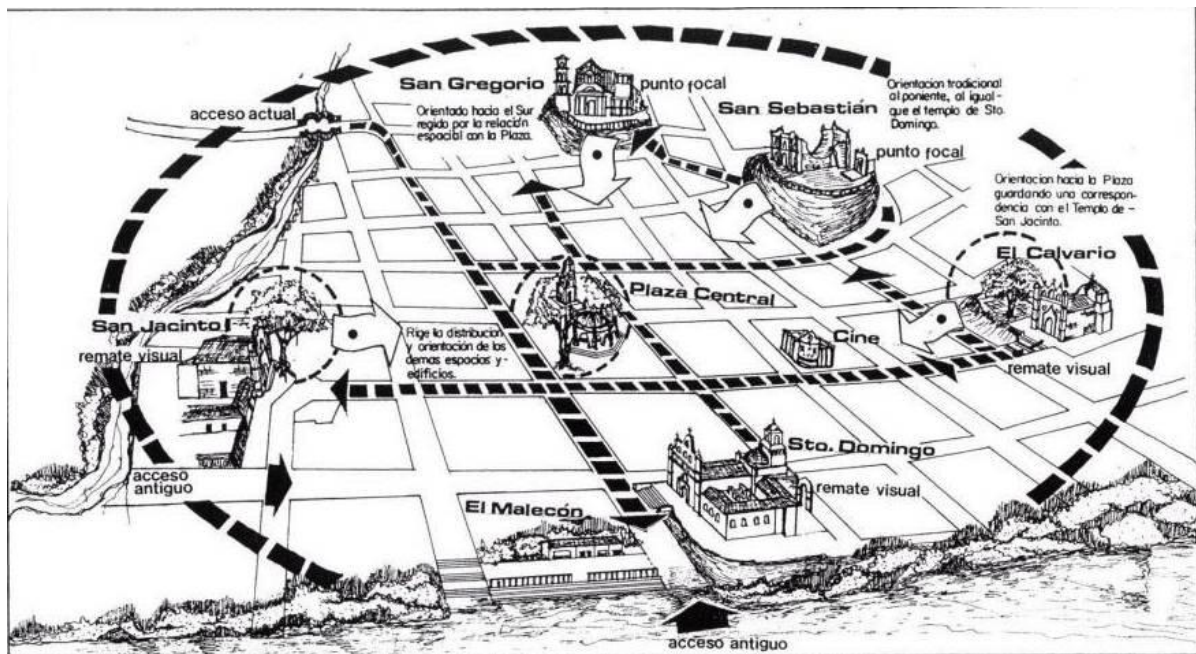 San Gregorio
punto focal
Orientacion tradicional
al poniente, al igual-
que el templo de Sto.
Domingo.
acceso actual
Orientado hacia el Sur
regido por la relación
espacial con la Plaza.
San Sebastián
punto focal
Orientacion hacia la Plaza
guardando una correspon-
dencia con el Templo de -
San Jacinto.
El Calvario
remate visual
Plaza Central
San Jacinto
remate visual
Rige la distribucion
y orientación de los
demas espacios y-
edificios.
Cine
Sto. Domingo
remate visual
acceso
antiguo
El Malecón
acceso antiguo